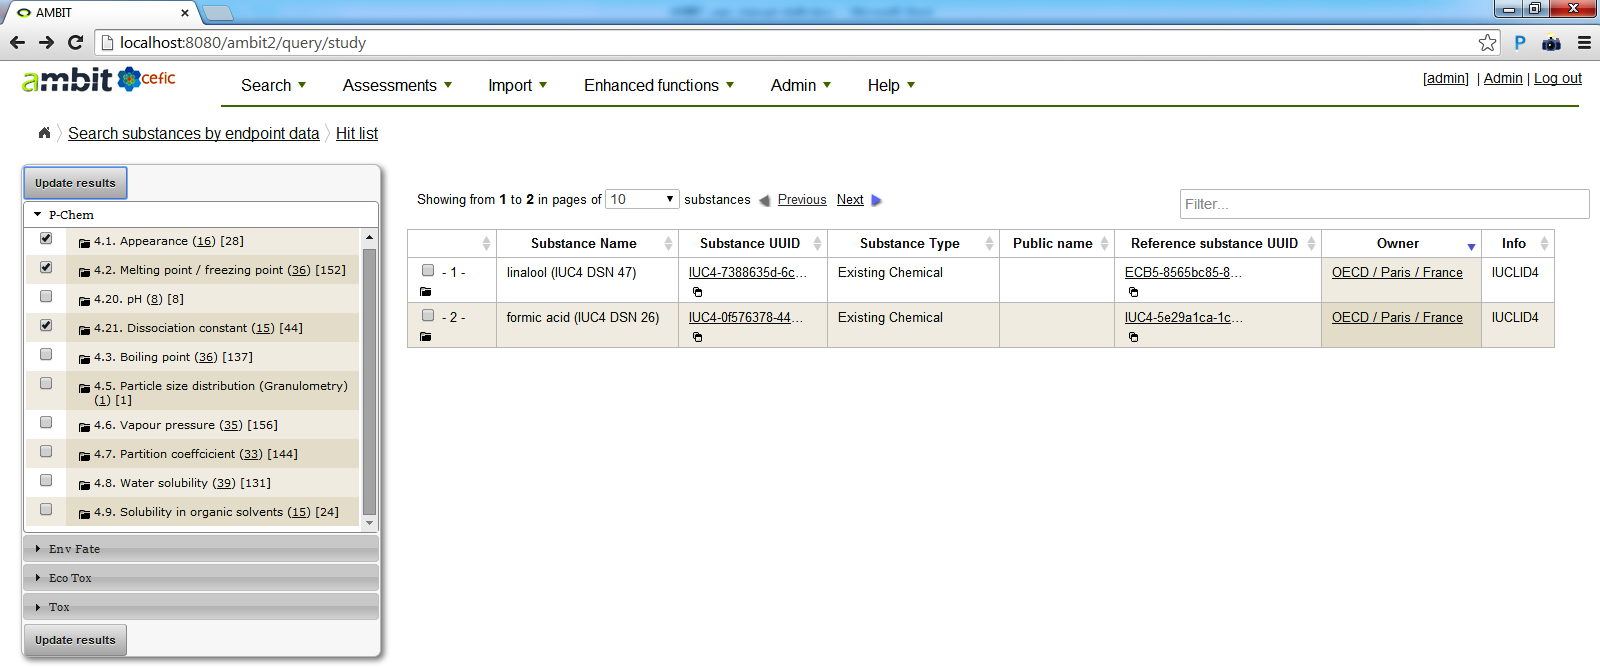 AMBIT
localhost:8080/ambit2/query/study
ambit cefic
Search Assessments Import Enhanced functions Admin Help
[admin] | Admin | Log out
Search substances by endpoint data Hit list
Update results
P-Chem
4.1. Appearance (16) [28]
4.2. Melting point / freezing point (36) [152]
4.20. pH (8) [8]
4.21. Dissociation constant (15) [44]
4.3. Boiling point (36) [137]
4.5. Particle size distribution (Granulometry)
(1) [1]
4.6. Vapour pressure (35) [156]
4.7. Partition coeffcicient (33) [144]
4.8. Water solubility (39) [131]
4.9. Solubility in organic solvents (15) [24]
Env Fate
Eco Tox
Tox
Update results
Showing from 1 to 2 in pages of 10 substances Previous Next
Filter...
Substance Name Substance UUID Substance Type Public name Reference substance UUID Owner Info
- 1 - linalool (IUC4 DSN 47) IUC4-7388635d-6c... Existing Chemical ECB5-8565bc85-8... OECD / Paris / France IUCLID4
- 2 - formic acid (IUC4 DSN 26) IUC4-0f576378-44... Existing Chemical IUC4-5e29a1ca-1c... OECD / Paris / France IUCLID4